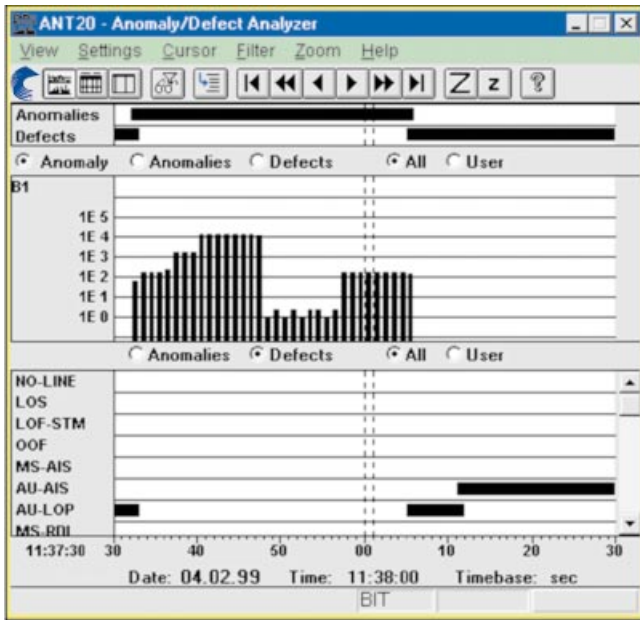 ANT20 - Anomaly/Defect Analyzer
View Settings Cursor Filter Zoom Help
Z z ?
Anomalies
Defects
Anomaly Anomalies Defects All User
B1
1E 5
1E 4
1E 3
1E 2
1E 1
1E 0
Anomalies Defects All User
NO-LINE
LOS
LOF-STM
OOF
MS-AIS
AU-AIS
AU-LOP
MS-RDI
11:37:30 30 40 50 00 10 20 30
Date: 04.02.99 Time: 11:38:00 Timebase: sec
BIT